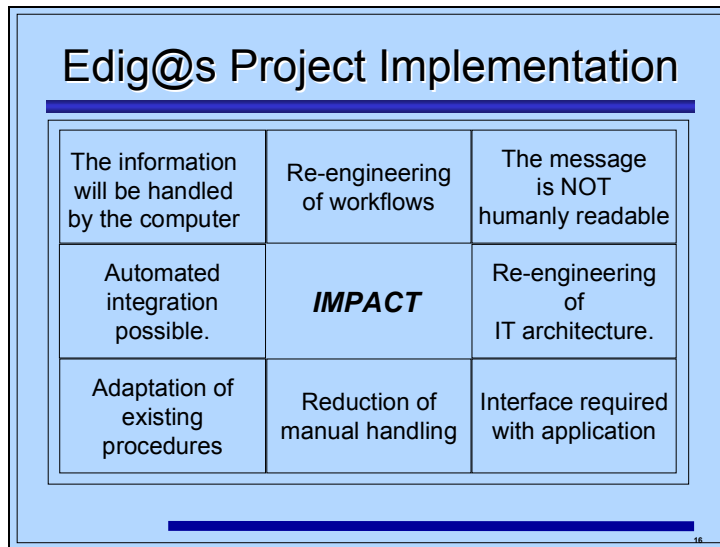 Edig@s Project Implementation
The information
will be handled
by the computer
Re-engineering
of workflows
The message
is NOT
humanly readable
Automated
integration
possible.
IMPACT
Re-engineering
of
IT architecture.
Adaptation of
existing
procedures
Reduction of
manual handling
Interface required
with application
16